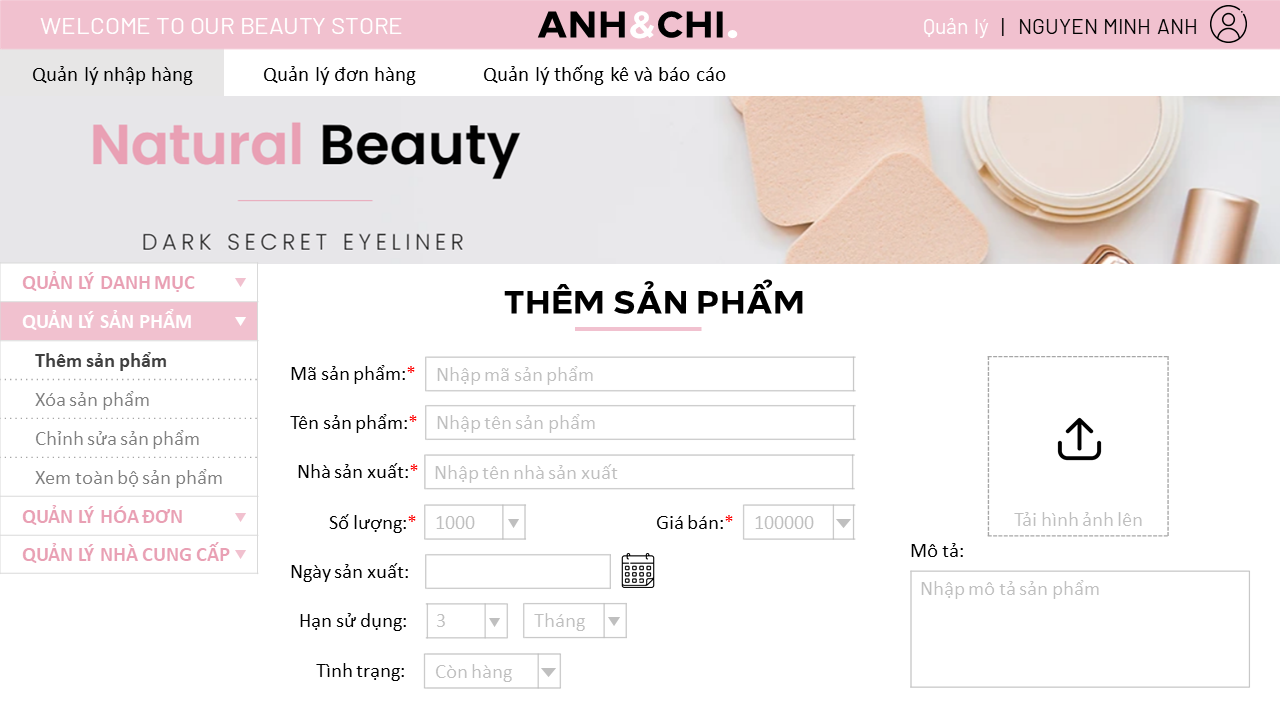 WELCOME TO OUR BEAUTY STORE
ANH&CHI.
Quản lý | NGUYEN MINH ANH
Quản lý nhập hàng
Quản lý đơn hàng
Quản lý thống kê và báo cáo
Natural Beauty
DARK SECRET EYELINER
QUẢN LÝ DANH MỤC
QUẢN LÝ SẢN PHẨM
Thêm sản phẩm
Xóa sản phẩm
Chỉnh sửa sản phẩm
Xem toàn bộ sản phẩm
QUẢN LÝ HÓA ĐƠN
QUẢN LÝ NHÀ CUNG CẤP
THÊM SẢN PHẨM
Mã sản phẩm:* Nhập mã sản phẩm
Tên sản phẩm:* Nhập tên sản phẩm
Nhà sản xuất:* Nhập tên nhà sản xuất
Số lượng:* 1000 Giá bán:* 100000
Ngày sản xuất:
Hạn sử dụng: 3 Tháng
Tình trạng: Còn hàng
Tải hình ảnh lên
Mô tả:
Nhập mô tả sản phẩm